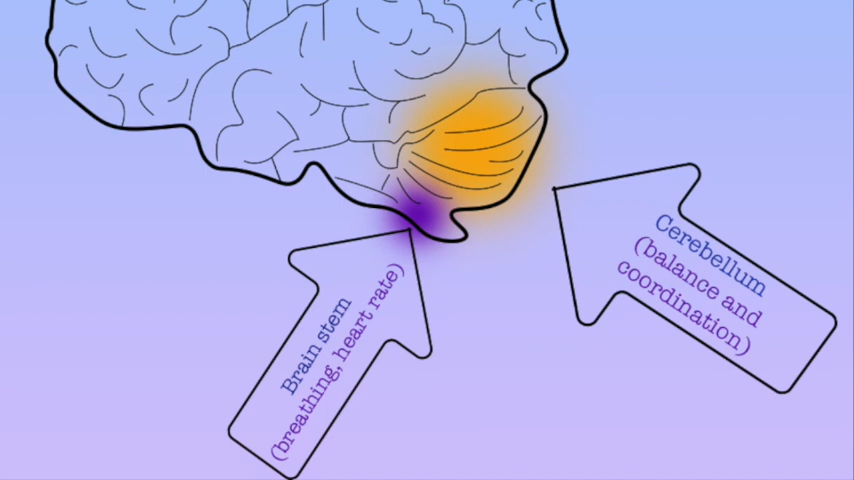 Brain stem
(breathing, heart rate)
Cerebellum
(balance and
coordination)